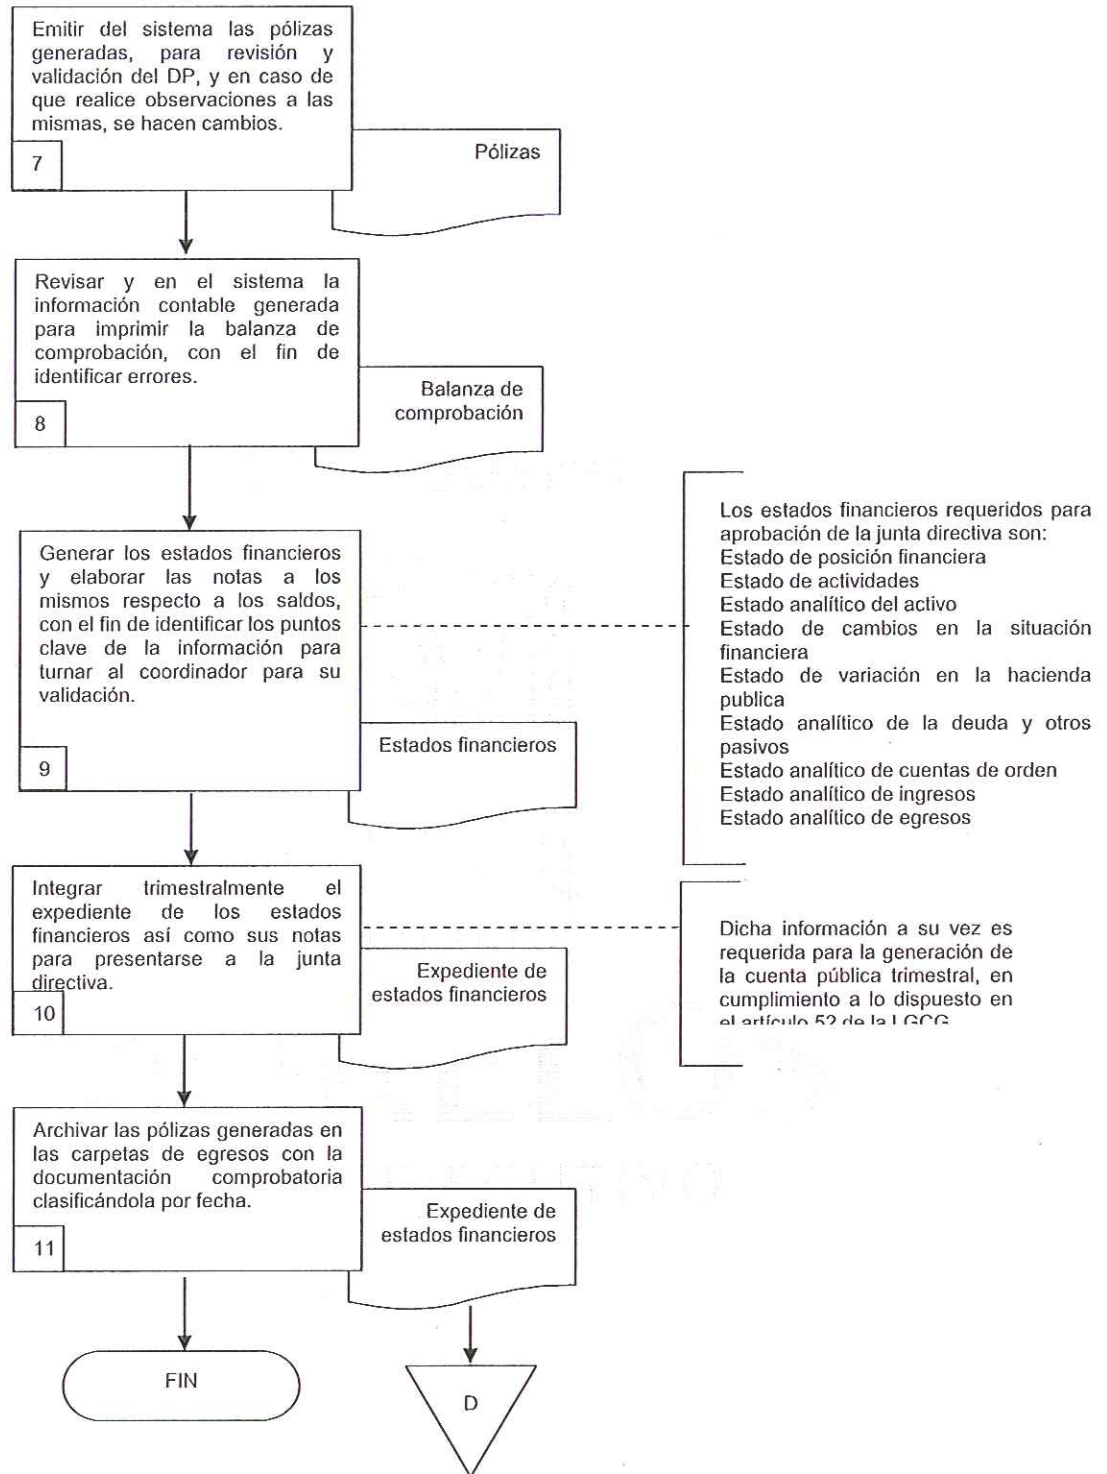 Emitir del sistema las pólizas
generadas, para revisión y
validación del DP, y en caso de
que realice observaciones a las
mismas, se hacen cambios.
7
Pólizas
Revisar y en el sistema la
información contable generada
para imprimir la balanza de
comprobación, con el fin de
identificar errores.
8
Balanza de
comprobación
Generar los estados financieros
y elaborar las notas a los
mismos respecto a los saldos,
con el fin de identificar los puntos
clave de la información para
turnar al coordinador para su
validación.
9
Estados financieros
Los estados financieros requeridos para
aprobación de la junta directiva son:
Estado de posición financiera
Estado de actividades
Estado analítico del activo
Estado de cambios en la situación
financiera
Estado de variación en la hacienda
publica
Estado analítico de la deuda y otros
pasivos
Estado analítico de cuentas de orden
Estado analítico de ingresos
Estado analítico de egresos
Integrar trimestralmente el
expediente de los estados
financieros así como sus notas
para presentarse a la junta
directiva.
10
Expediente de
estados financieros
Dicha información a su vez es
requerida para la generación de
la cuenta pública trimestral, en
cumplimiento a lo dispuesto en
el artículo 52 de la LGCG
Archivar las pólizas generadas en
las carpetas de egresos con la
documentación comprobatoria
clasificándola por fecha.
11
Expediente de
estados financieros
FIN
D